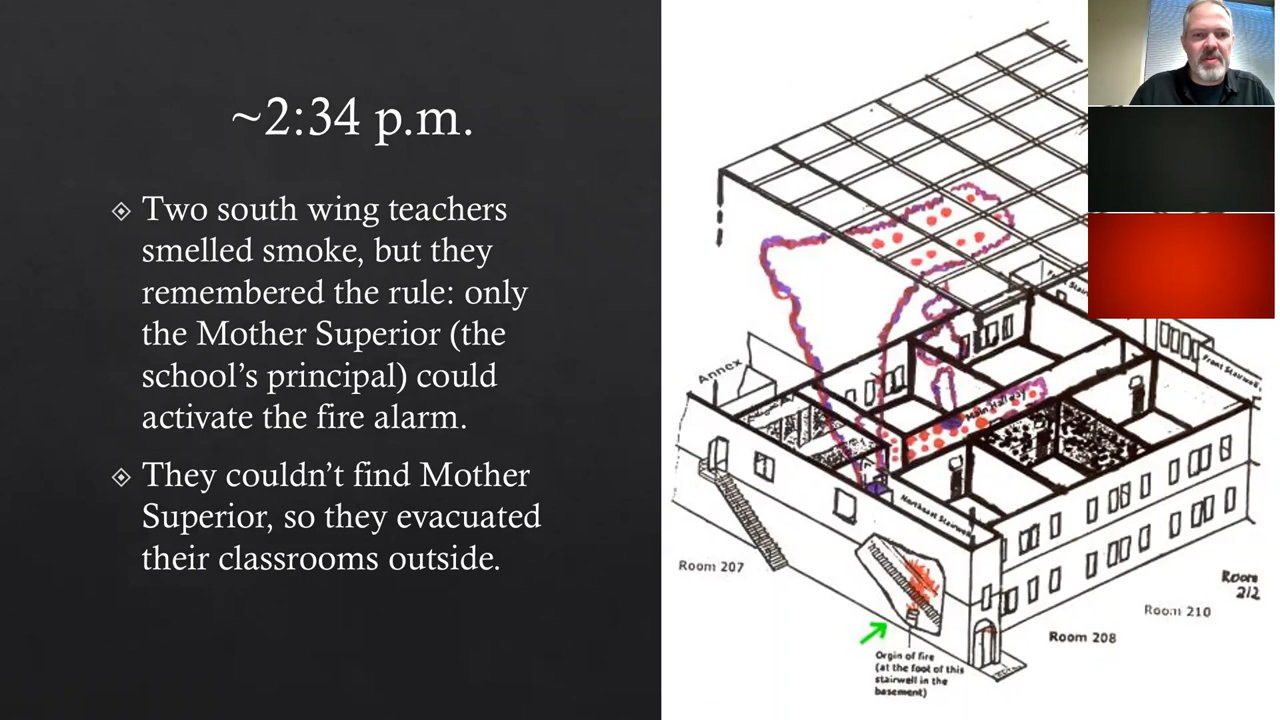 ~2:34 p.m.
Two south wing teachers
smelled smoke, but they
remembered the rule: only
the Mother Superior (the
school's principal) could
activate the fire alarm.
They couldn't find Mother
Superior, so they evacuated
their classrooms outside.
Annex
Main Hallway
Front Stairwell
Northeast Stairwell
Room 207
Room 212
Room 210
Room 208
Orgin of fire
(at the foot of this
stairwell in the
basement)